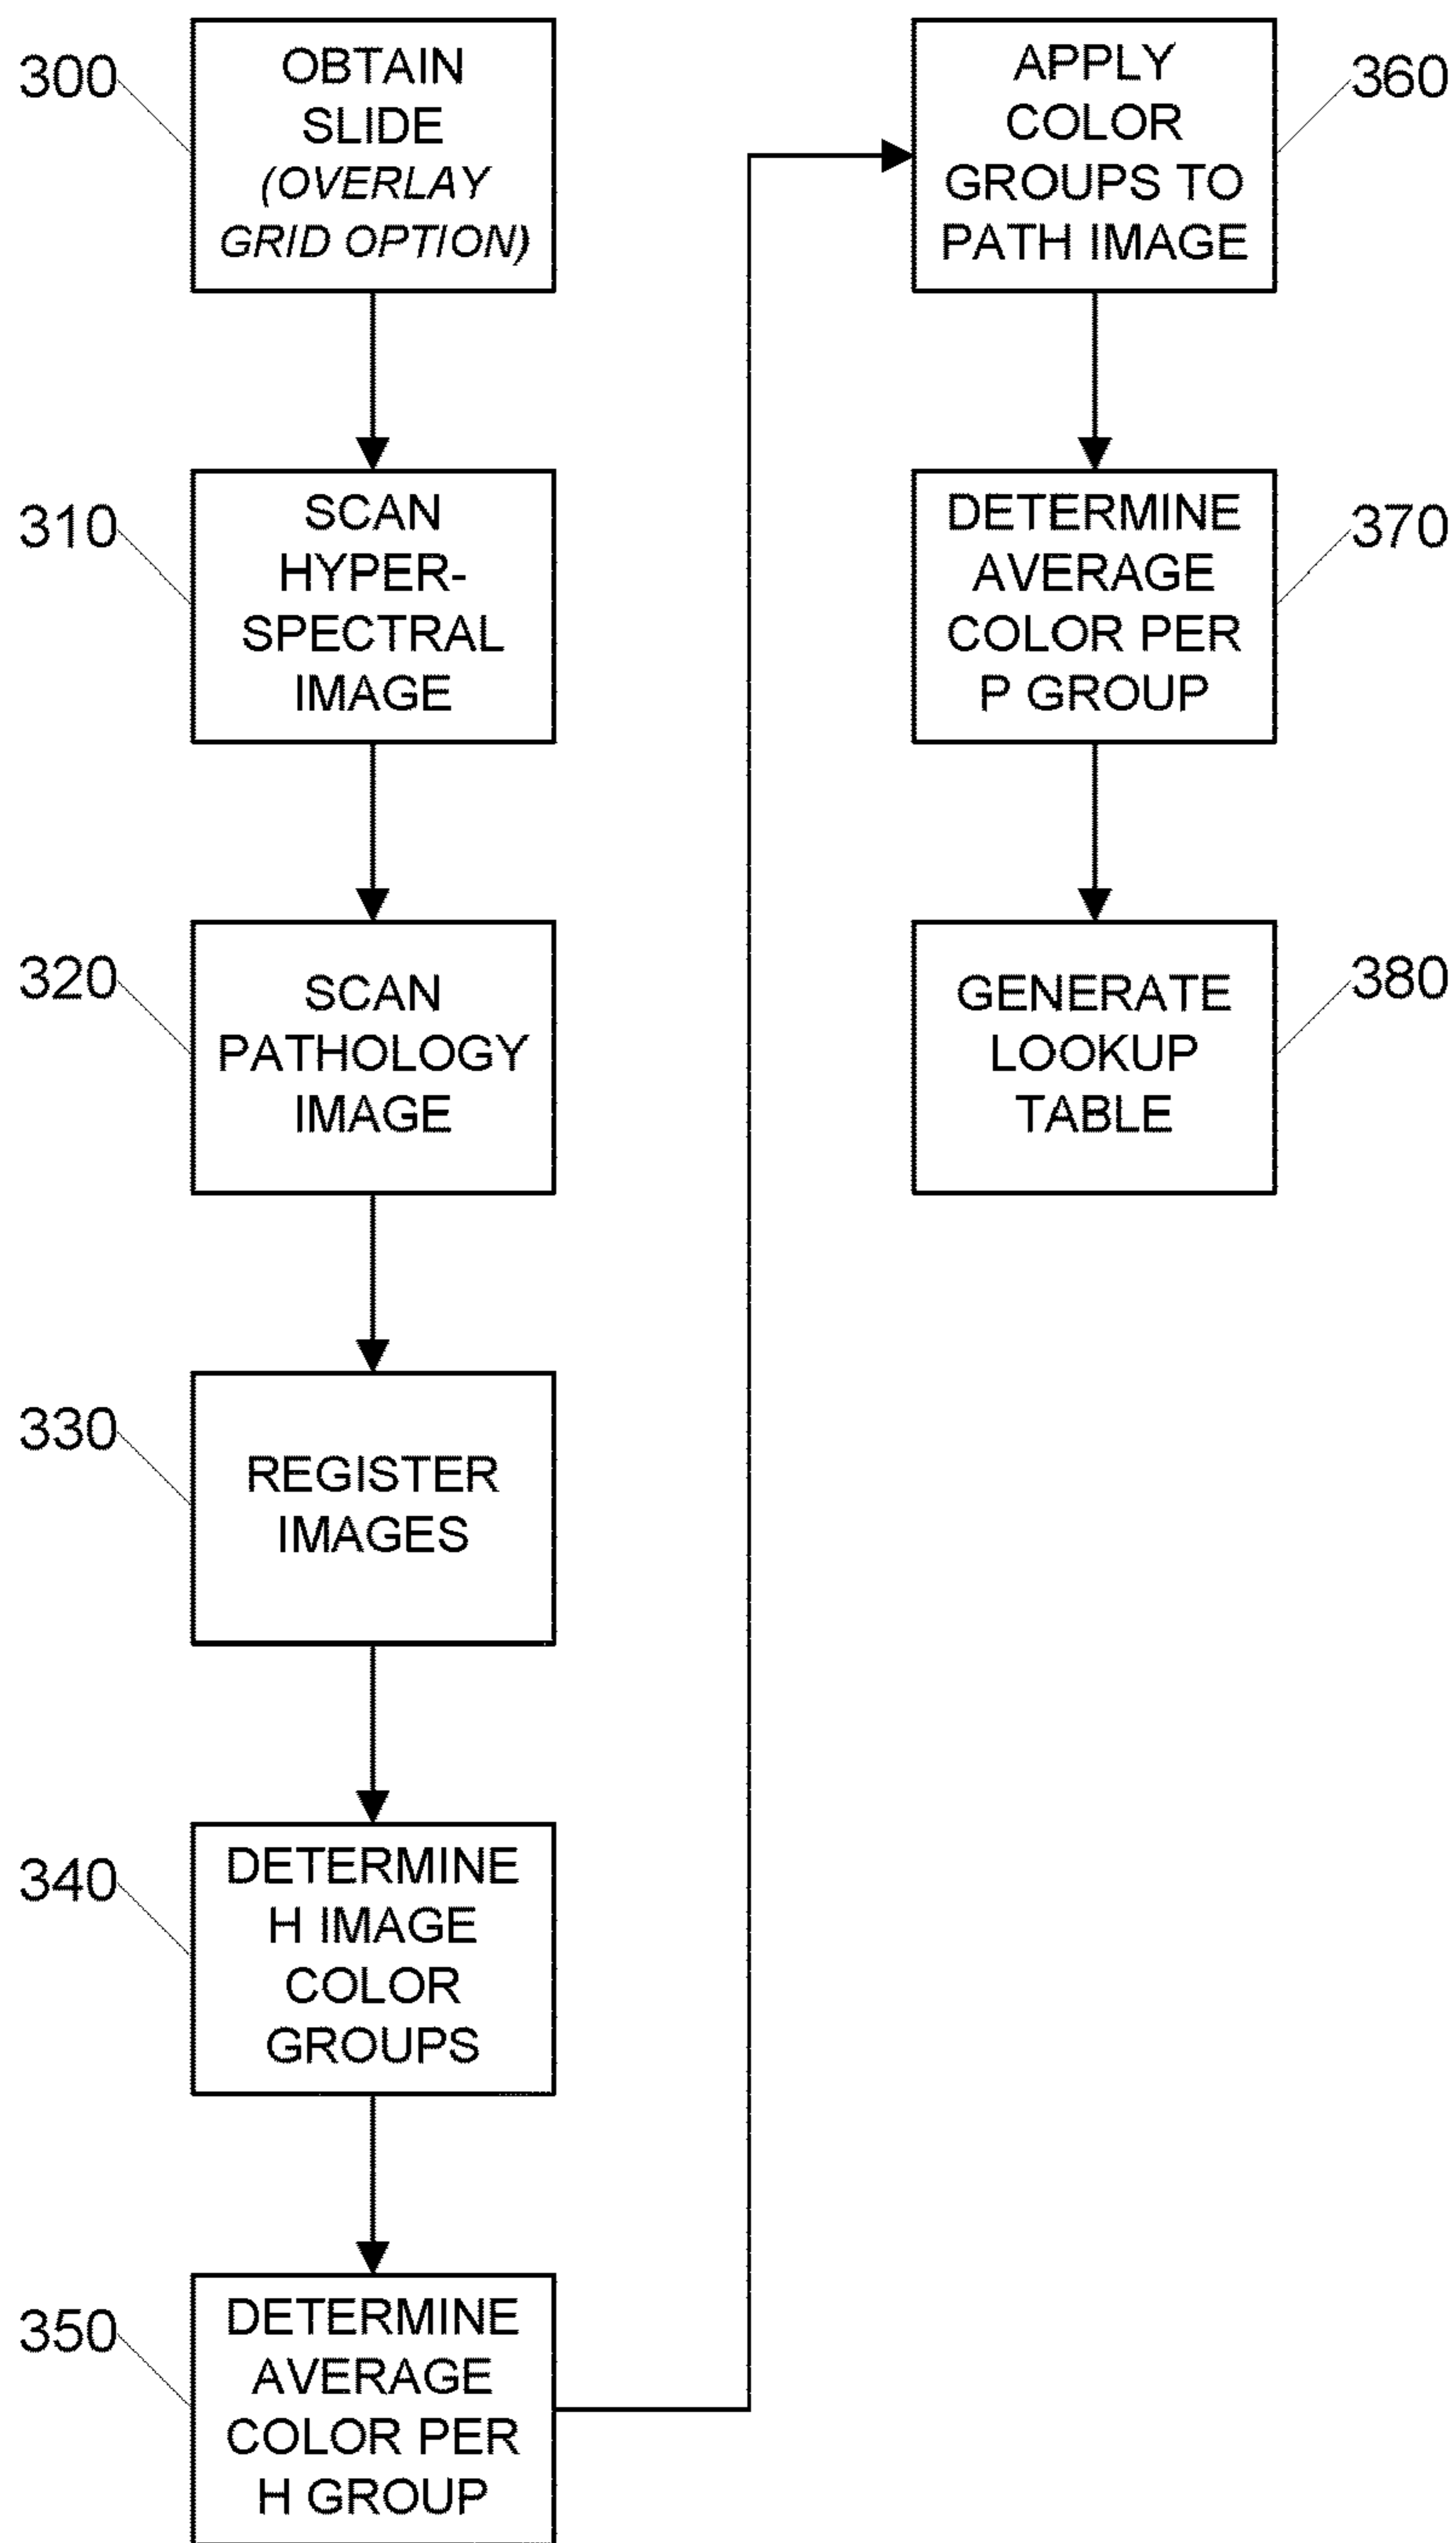 300
OBTAIN
SLIDE
(OVERLAY
GRID OPTION)
310
SCAN
HYPER-
SPECTRAL
IMAGE
320
SCAN
PATHOLOGY
IMAGE
330
REGISTER
IMAGES
340
DETERMINE
H IMAGE
COLOR
GROUPS
350
DETERMINE
AVERAGE
COLOR PER
H GROUP
360
APPLY
COLOR
GROUPS TO
PATH IMAGE
370
DETERMINE
AVERAGE
COLOR PER
P GROUP
380
GENERATE
LOOKUP
TABLE